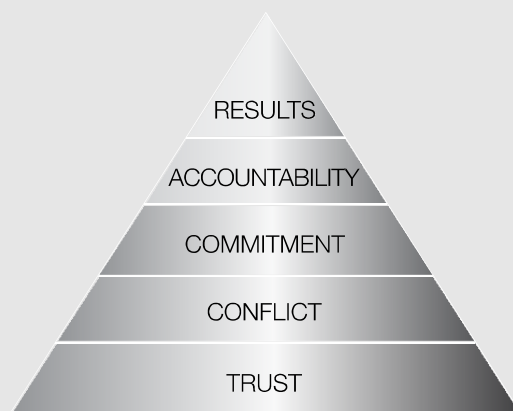 RESULTS
ACCOUNTABILITY
COMMITMENT
CONFLICT
TRUST